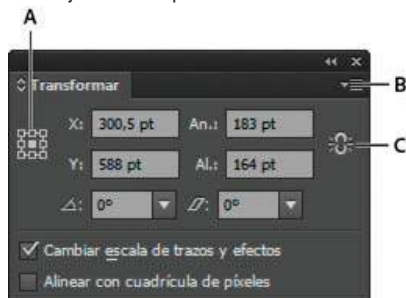 A
Transformar
B
X: 300,5 pt An.: 183 pt
C
Y: 588 pt Al.: 164 pt
0° 0°
Cambiar escala de trazos y efectos
Alinear con cuadrícula de píxeles